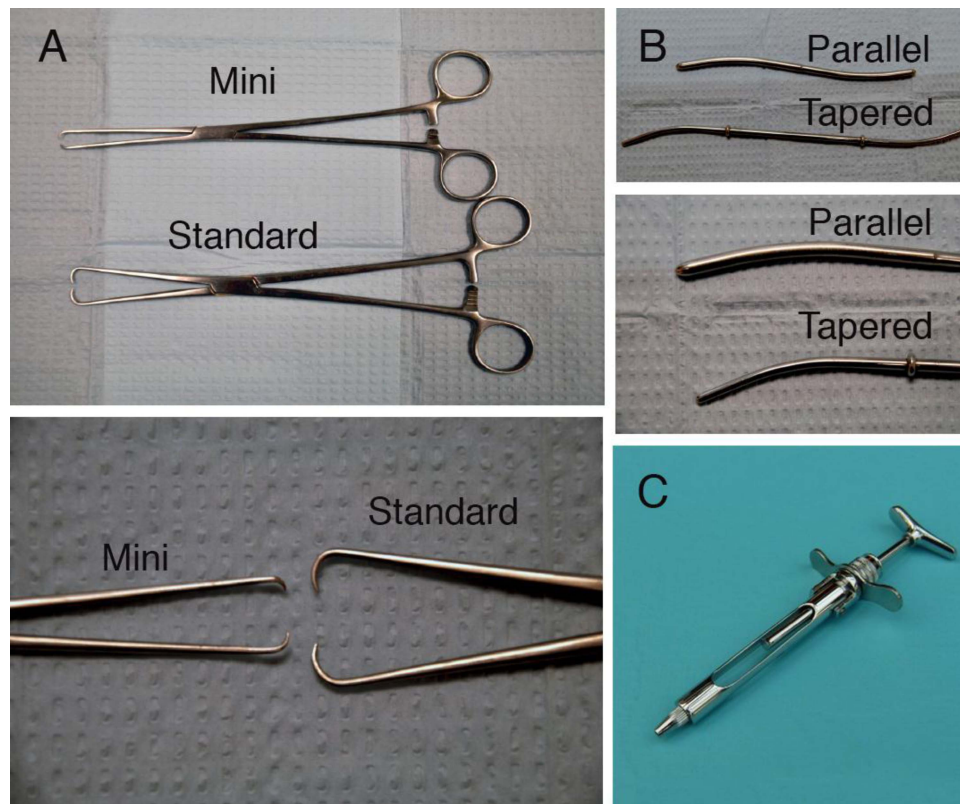 A
Mini
Standard
Mini
Standard
B
Parallel
Tapered
Parallel
Tapered
C